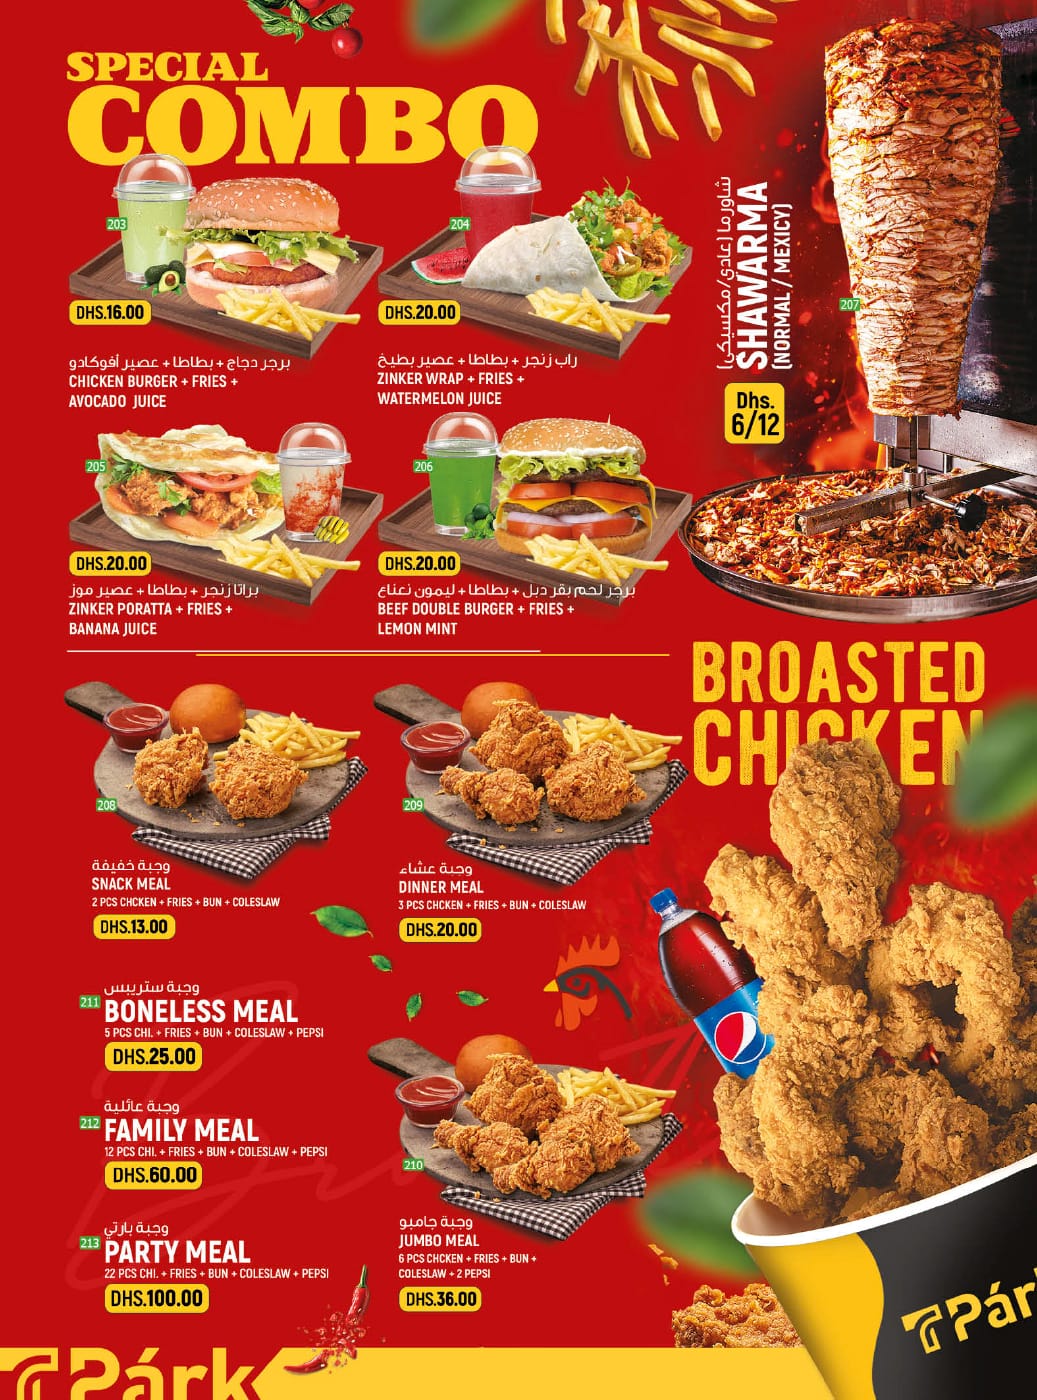 SPECIAL
COMBO
203
DHS.16.00
برجر دجاج + بطاطا + عصير أفوكادو
CHICKEN BURGER + FRIES +
AVOCADO JUICE
204
DHS.20.00
راب زنجر + بطاطا + عصير بطيخ
ZINKER WRAP + FRIES +
WATERMELON JUICE
205
DHS.20.00
براتا زنجر + بطاطا + عصير موز
ZINKER PORATTA + FRIES +
BANANA JUICE
206
DHS.20.00
برجر لحم بقر دبل + بطاطا + ليمون نعناع
BEEF DOUBLE BURGER + FRIES +
LEMON MINT
شاورما (عادي/مكسيكي)
SHAWARMA
(NORMAL / MEXICY)
207
Dhs.
6/12
BROASTED
CHICKEN
208
وجبة خفيفة
SNACK MEAL
2 PCS CHCKEN + FRIES + BUN + COLESLAW
DHS.13.00
209
وجبة عشاء
DINNER MEAL
3 PCS CHCKEN + FRIES + BUN + COLESLAW
DHS.20.00
وجبة ستريبس
211
BONELESS MEAL
5 PCS CHI. + FRIES + BUN + COLESLAW + PEPSI
DHS.25.00
وجبة عائلية
212
FAMILY MEAL
12 PCS CHI. + FRIES + BUN + COLESLAW + PEPSI
DHS.60.00
وجبة بارتي
213
PARTY MEAL
22 PCS CHI. + FRIES + BUN + COLESLAW + PEPSI
DHS.100.00
210
وجبة جامبو
JUMBO MEAL
6 PCS CHCKEN + FRIES + BUN +
COLESLAW + 2 PEPSI
DHS.36.00
Párk
Párk